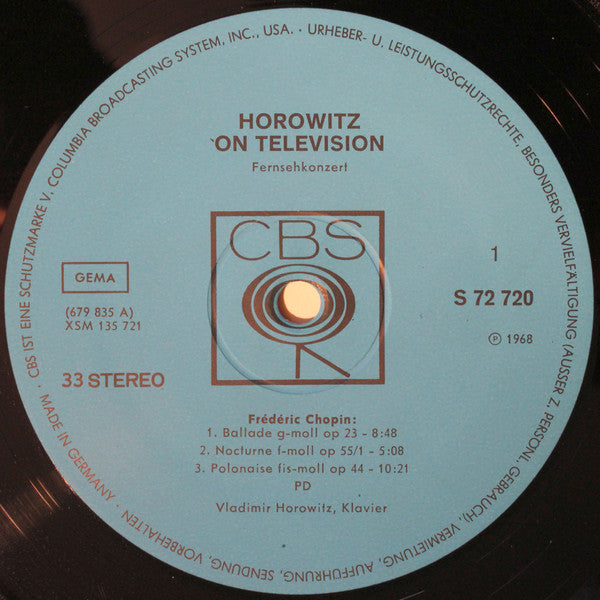 CBS IST EINE SCHUTZMARKE V. COLUMBIA BROADCASTING SYSTEM, INC., USA. · URHEBER- U. LEISTUNGSSCHUTZRECHTE, BESONDERS VERVIELFÄLTIGUNG (AUSSER Z. PERSÖNL. GEBRAUCH), VERMIETUNG, AUFFÜHRUNG, SENDUNG, VORBEHALTEN · MADE IN GERMANY ·
HOROWITZ
ON TELEVISION
Fernsehkonzert
CBS
GEMA
1
(679 835 A)
XSM 135 721
S 72 720
33 STEREO
℗ 1968
Frédéric Chopin:
1. Ballade g-moll op 23 - 8:48
2. Nocturne f-moll op 55/1 - 5:08
3. Polonaise fis-moll op 44 - 10:21
PD
Vladimir Horowitz, Klavier